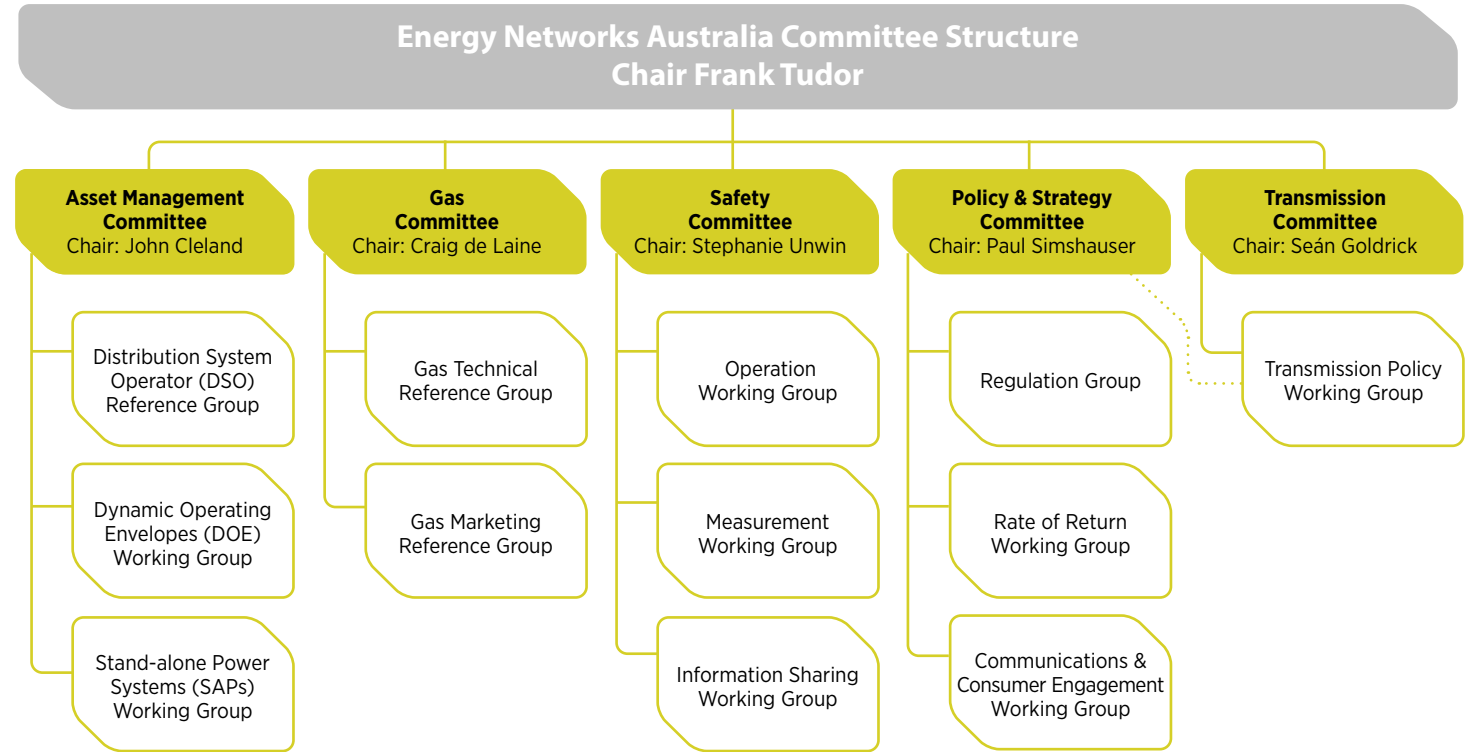 Energy Networks Australia Committee Structure
Chair Frank Tudor
Asset Management
Committee
Chair: John Cleland
Gas
Committee
Chair: Craig de Laine
Safety
Committee
Chair: Stephanie Unwin
Policy & Strategy
Committee
Chair: Paul Simshauser
Transmission
Committee
Chair: Seán Goldrick
Distribution System
Operator (DSO)
Reference Group
Gas Technical
Reference Group
Operation
Working Group
Regulation Group
Transmission Policy
Working Group
Dynamic Operating
Envelopes (DOE)
Working Group
Gas Marketing
Reference Group
Measurement
Working Group
Rate of Return
Working Group
Stand-alone Power
Systems (SAPs)
Working Group
Information Sharing
Working Group
Communications &
Consumer Engagement
Working Group